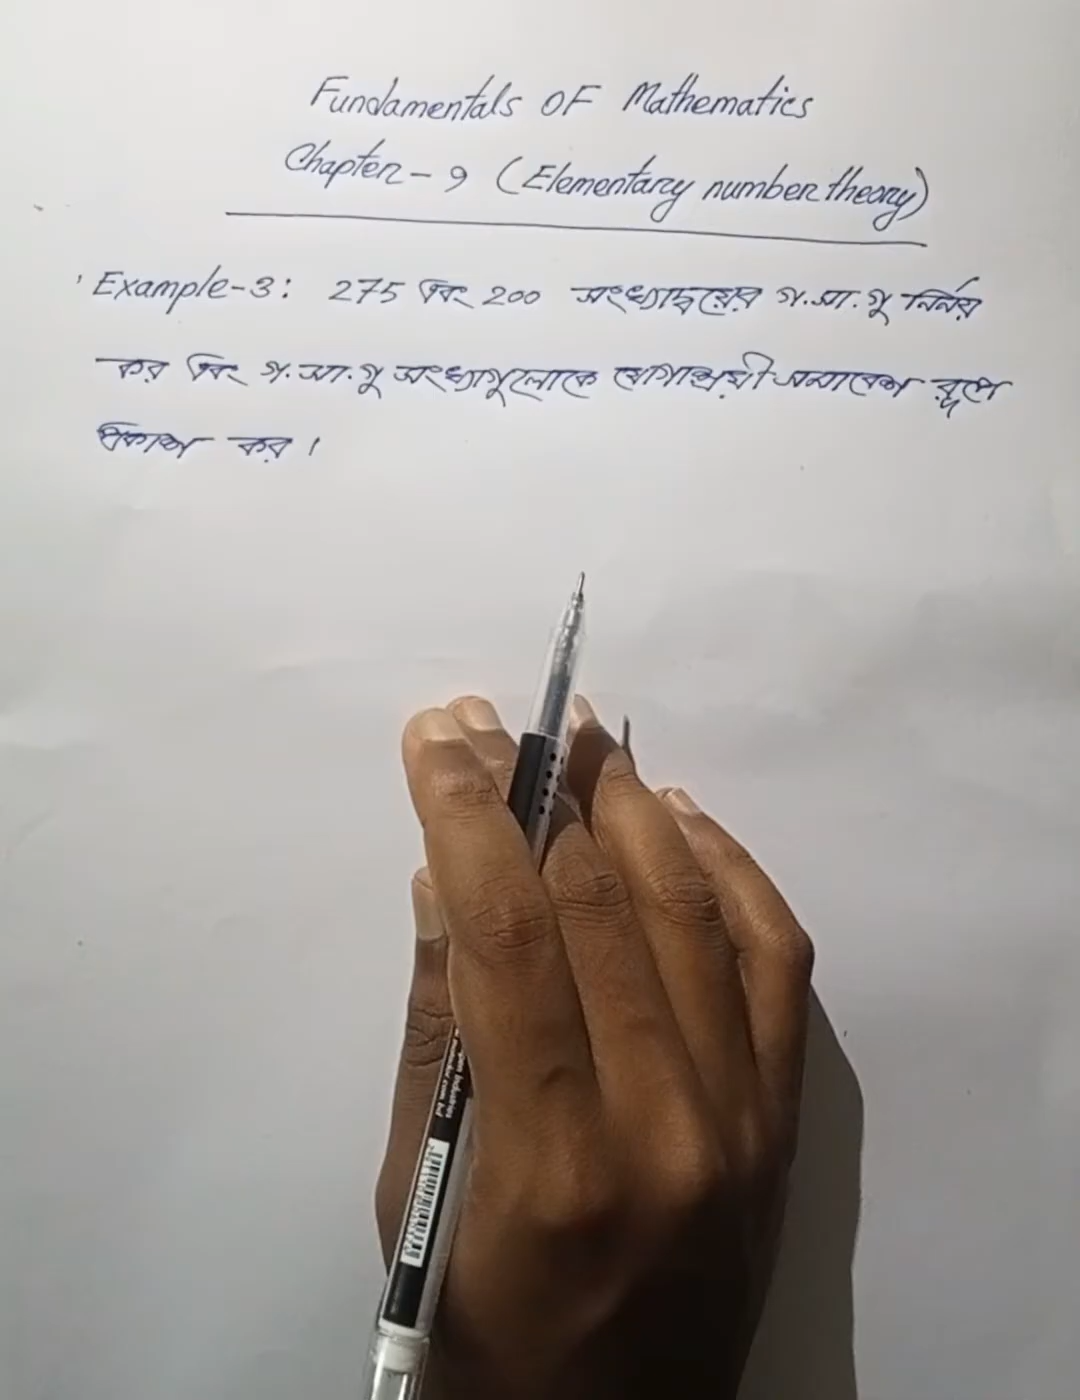 Fundamentals OF Mathematics
Chapter - 9 (Elementary number theory)
Example-3: 275 এবং 200 সংখ্যাদ্বয়ের গ.সা.গু নির্নয়
কর এবং গ.সা.গু সংখ্যাগুলোকে যোগাশ্রয়ী সমাবেশ রূপে
প্রকাশ কর।